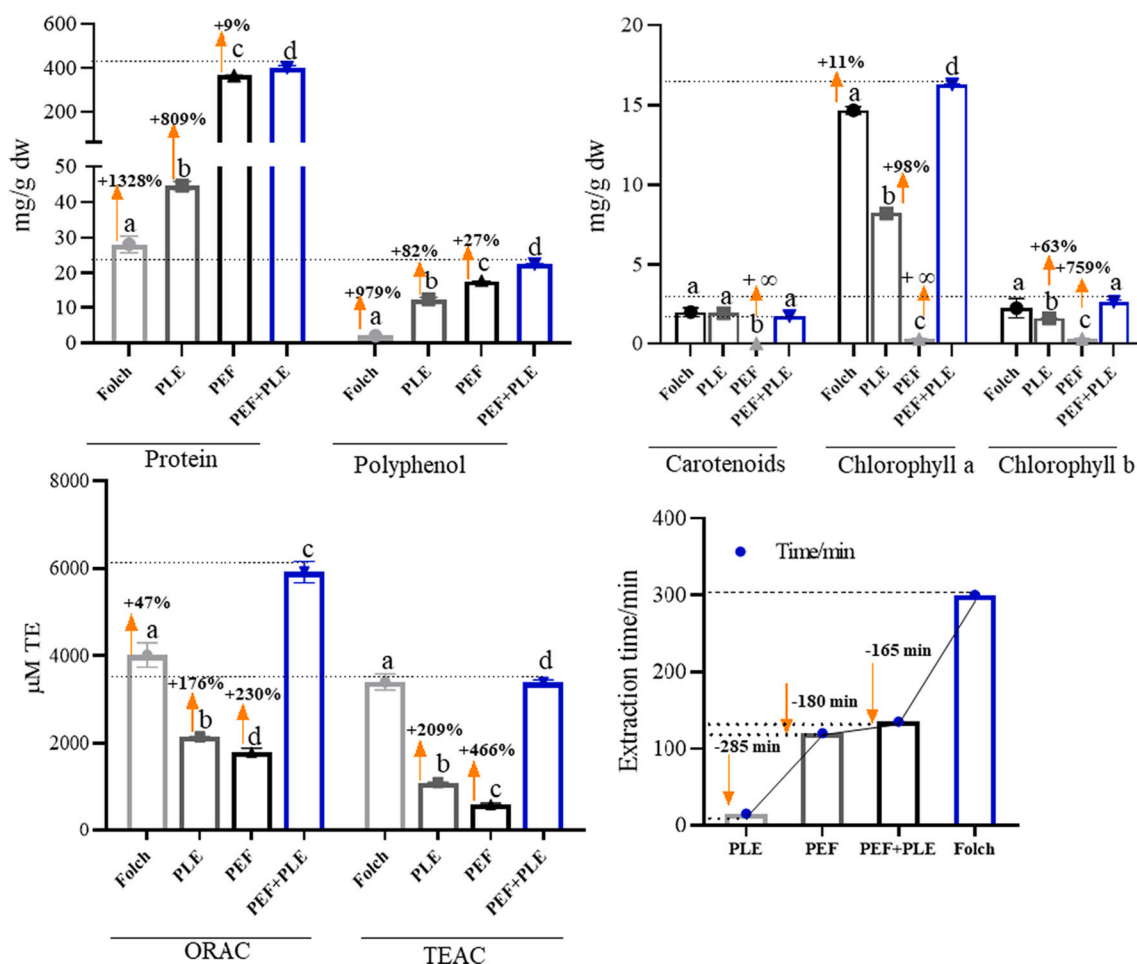 600
400
200
50
40
30
20
10
0
mg/g dw
mg/g dw
+1328%
+809%
+9%
+979%
+82%
+27%
a
b
c
d
a
b
c
d
Folch
PLE
PEF
PEF+PLE
Folch
PLE
PEF
PEF+PLE
Protein
Polyphenol
20
15
10
5
0
mg/g dw
+11%
+98%
+ ∞
+ ∞
+63%
+759%
a
a
b
a
a
b
c
d
a
b
c
a
Folch
PLE
PEF
PEF+PLE
Folch
PLE
PEF
PEF+PLE
Folch
PLE
PEF
PEF+PLE
Carotenoids
Chlorophyll a
Chlorophyll b
8000
6000
4000
2000
0
µM TE
+47%
+176%
+230%
+209%
+466%
a
b
d
c
a
b
c
d
Folch
PLE
PEF
PEF+PLE
Folch
PLE
PEF
PEF+PLE
ORAC
TEAC
400
300
200
100
0
Extraction time/min
Time/min
-285 min
-180 min
-165 min
PLE
PEF
PEF+PLE
Folch